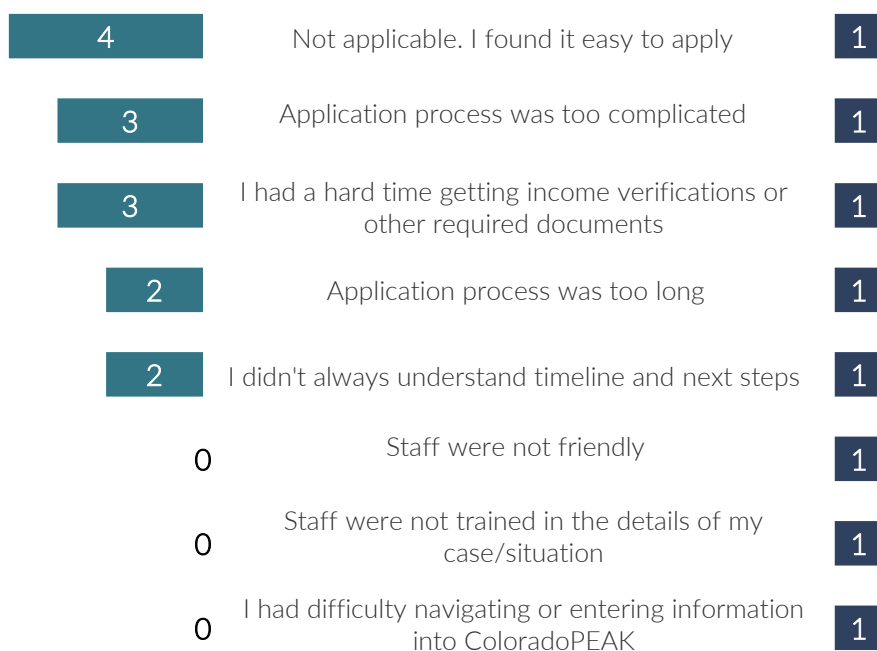 4 Not applicable. I found it easy to apply 1
3 Application process was too complicated 1
3 I had a hard time getting income verifications or
other required documents 1
2 Application process was too long 1
2 I didn't always understand timeline and next steps 1
0 Staff were not friendly 1
0 Staff were not trained in the details of my
case/situation 1
0 I had difficulty navigating or entering information
into ColoradoPEAK 1